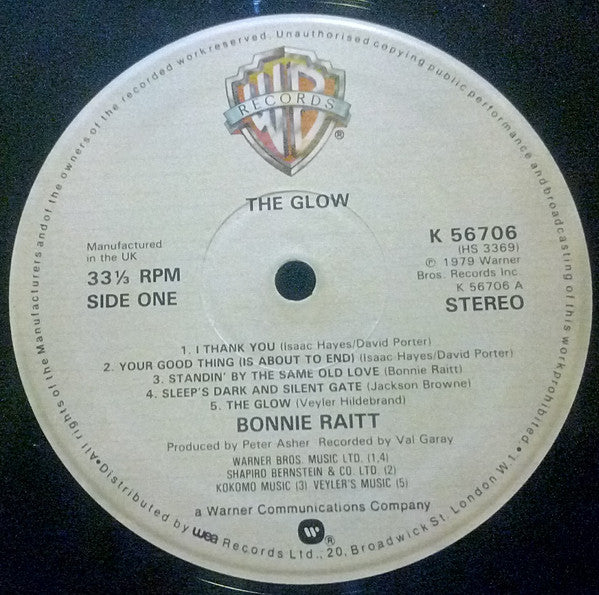 WB
RECORDS
®
THE GLOW
Manufactured
in the UK
33⅓ RPM
SIDE ONE
K 56706
(HS 3369)
℗ 1979 Warner
Bros. Records Inc.
K 56706 A
STEREO
1. I THANK YOU (Isaac Hayes/David Porter)
2. YOUR GOOD THING (IS ABOUT TO END) (Isaac Hayes/David Porter)
3. STANDIN' BY THE SAME OLD LOVE (Bonnie Raitt)
4. SLEEP'S DARK AND SILENT GATE (Jackson Browne)
5. THE GLOW (Veyler Hildebrand)
BONNIE RAITT
Produced by Peter Asher Recorded by Val Garay
WARNER BROS. MUSIC LTD. (1,4)
SHAPIRO BERNSTEIN & CO. LTD. (2)
KOKOMO MUSIC (3) VEYLER'S MUSIC (5)
a Warner Communications Company
®
All rights of the Manufacturers and of the owners of the recorded work reserved. Unauthorised copying public performance and broadcasting of this work prohibited.
Distributed by wea Records Ltd., 20, Broadwick St. London W1.